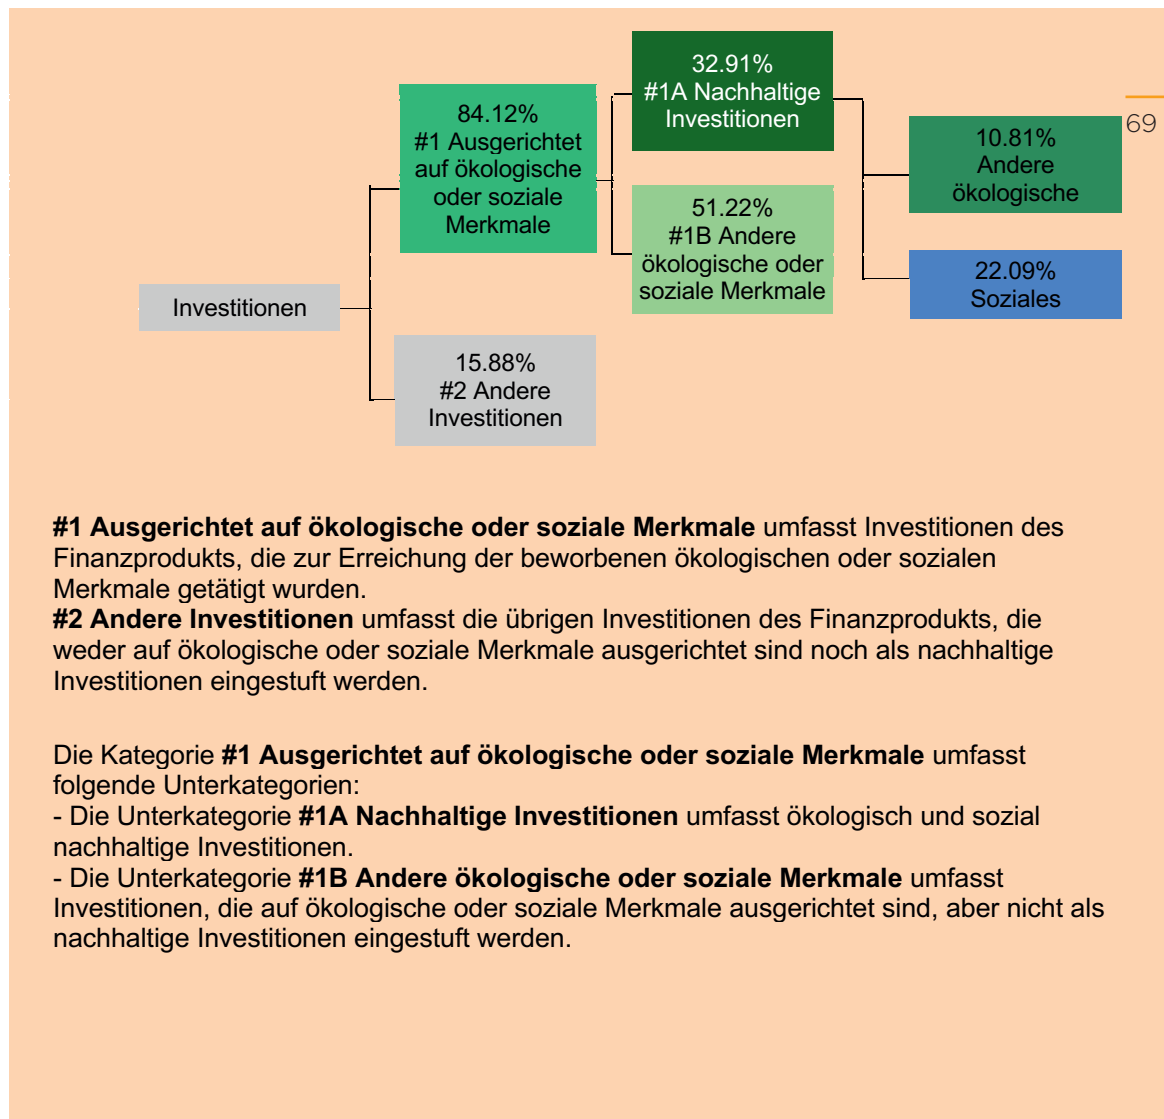 32.91%
#1A Nachhaltige
Investitionen
84.12%
#1 Ausgerichtet
auf ökologische
oder soziale
Merkmale
69
10.81%
Andere
ökologische
51.22%
#1B Andere
ökologische oder
soziale Merkmale
22.09%
Soziales
Investitionen
15.88%
#2 Andere
Investitionen
#1 Ausgerichtet auf ökologische oder soziale Merkmale umfasst Investitionen des
Finanzprodukts, die zur Erreichung der beworbenen ökologischen oder sozialen
Merkmale getätigt wurden.
#2 Andere Investitionen umfasst die übrigen Investitionen des Finanzprodukts, die
weder auf ökologische oder soziale Merkmale ausgerichtet sind noch als nachhaltige
Investitionen eingestuft werden.
Die Kategorie #1 Ausgerichtet auf ökologische oder soziale Merkmale umfasst
folgende Unterkategorien:
- Die Unterkategorie #1A Nachhaltige Investitionen umfasst ökologisch und sozial
nachhaltige Investitionen.
- Die Unterkategorie #1B Andere ökologische oder soziale Merkmale umfasst
Investitionen, die auf ökologische oder soziale Merkmale ausgerichtet sind, aber nicht als
nachhaltige Investitionen eingestuft werden.